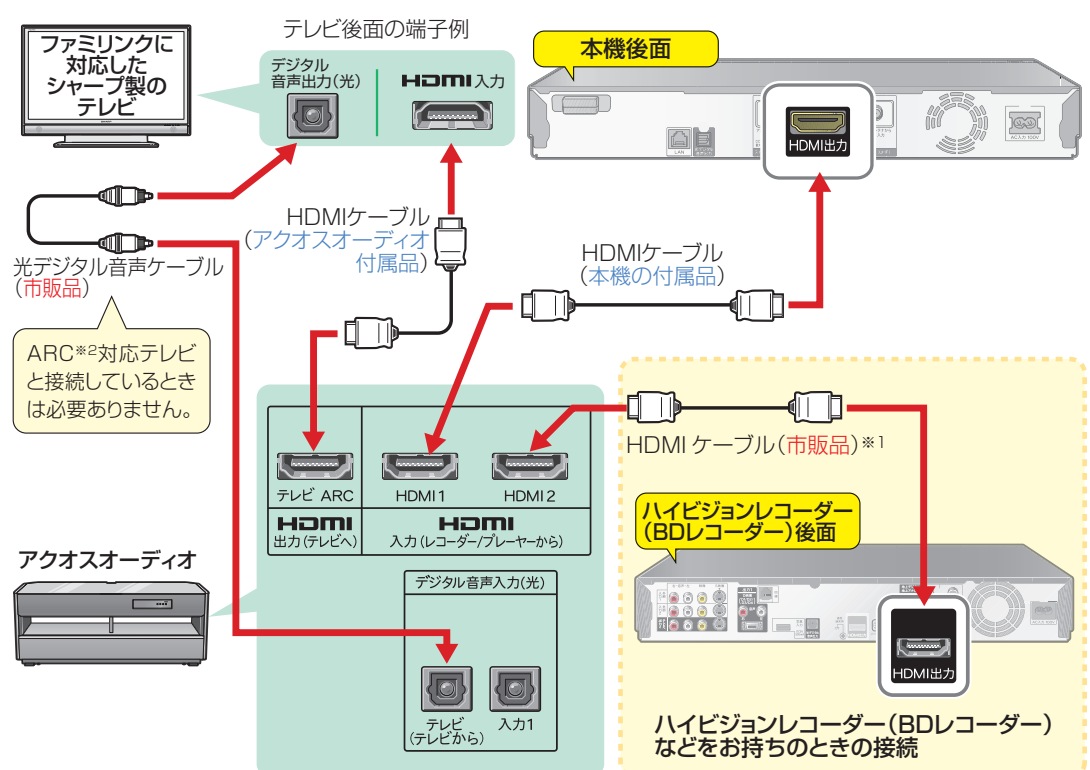 テレビ後面の端子例
ファミリンクに
対応した
シャープ製の
テレビ
デジタル
音声出力(光)
HDMI 入力
本機後面
LAN
HDMI出力
AC入力 100V
HDMIケーブル
(アクオスオーディオ
付属品)
HDMIケーブル
(本機の付属品)
光デジタル音声ケーブル
(市販品)
ARC※2対応テレビ
と接続しているとき
は必要ありません。
テレビ ARC
HDMI 1
HDMI 2
HDMI
出力(テレビへ)
HDMI
入力(レコーダー/プレーヤーから)
HDMI ケーブル(市販品)※1
ハイビジョンレコーダー
(BDレコーダー)後面
HDMI出力
アクオスオーディオ
デジタル音声入力(光)
テレビ
(テレビから)
入力1
ハイビジョンレコーダー(BDレコーダー)
などをお持ちのときの接続